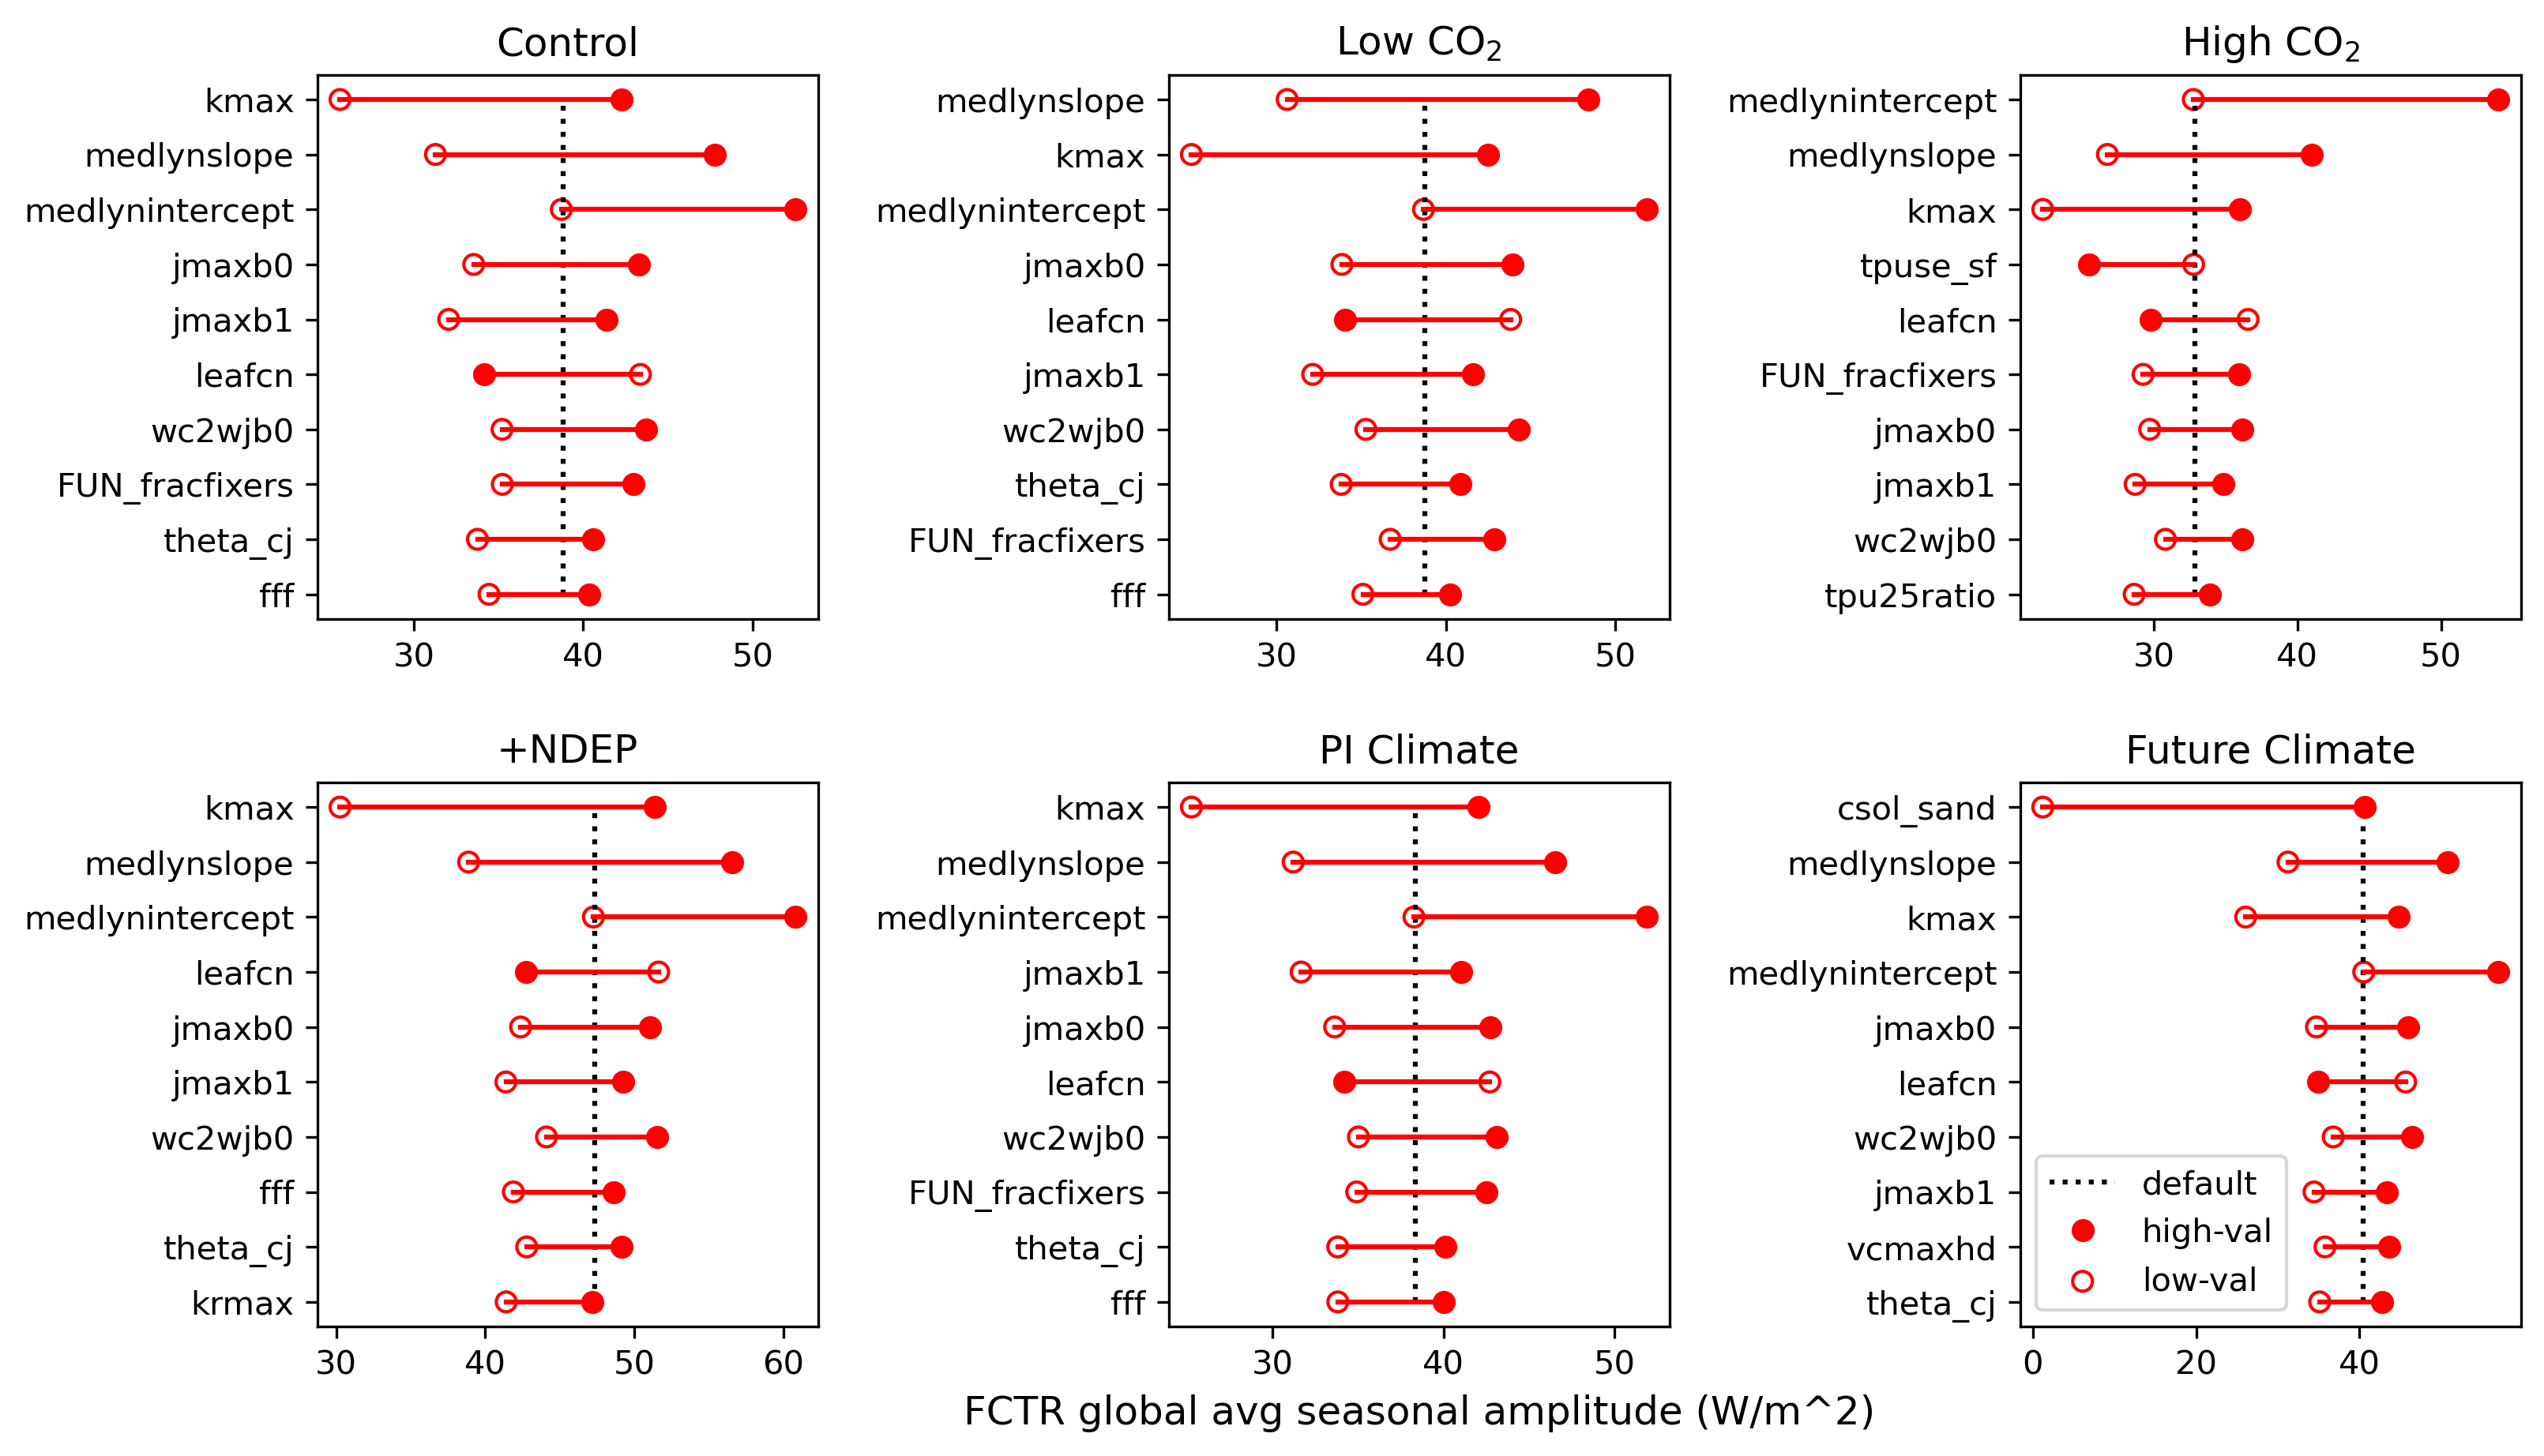 Control
kmax
medlynslope
medlynintercept
jmaxb0
jmaxb1
leafcn
wc2wjb0
FUN_fracfixers
theta_cj
fff
30 40 50
Low CO₂
medlynslope
kmax
medlynintercept
jmaxb0
leafcn
jmaxb1
wc2wjb0
theta_cj
FUN_fracfixers
fff
30 40 50
High CO₂
medlynintercept
medlynslope
kmax
tpuse_sf
leafcn
FUN_fracfixers
jmaxb0
jmaxb1
wc2wjb0
tpu25ratio
30 40 50
+NDEP
kmax
medlynslope
medlynintercept
leafcn
jmaxb0
jmaxb1
wc2wjb0
fff
theta_cj
krmax
30 40 50 60
PI Climate
kmax
medlynslope
medlynintercept
jmaxb1
jmaxb0
leafcn
wc2wjb0
FUN_fracfixers
theta_cj
fff
30 40 50
Future Climate
csol_sand
medlynslope
kmax
medlynintercept
jmaxb0
leafcn
wc2wjb0
jmaxb1
vcmaxhd
theta_cj
default
high-val
low-val
0 20 40
FCTR global avg seasonal amplitude (W/m^2)